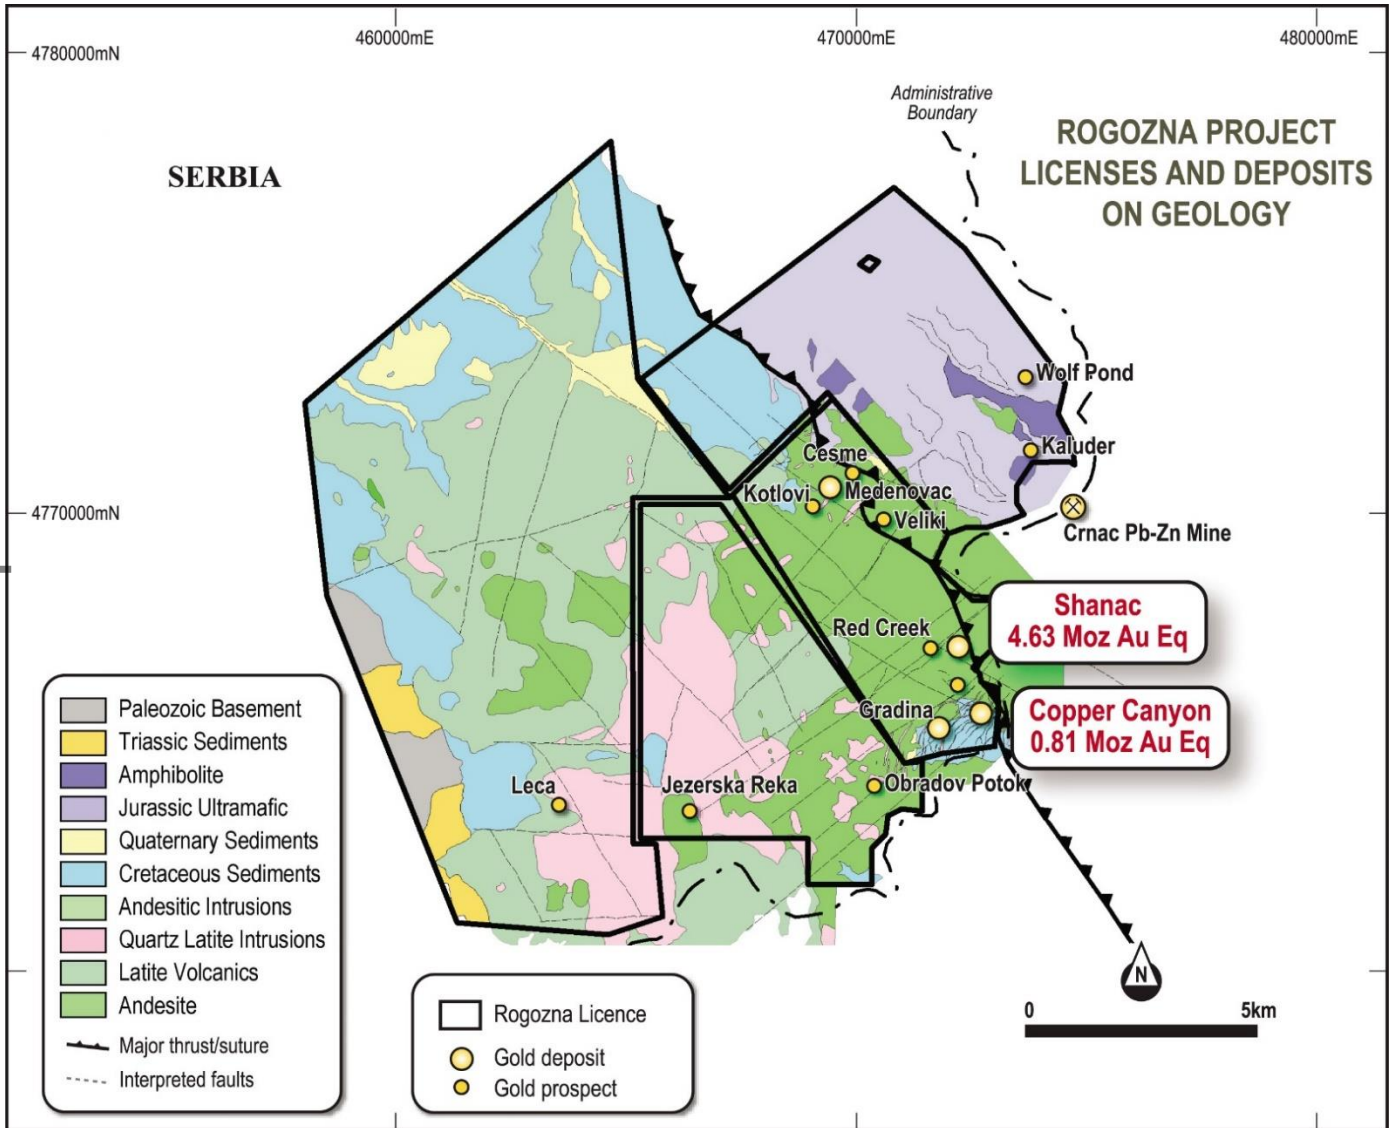 460000mE
470000mE
480000mE
4780000mN
Administrative
Boundary
ROGOZNA PROJECT
LICENSES AND DEPOSITS
ON GEOLOGY
SERBIA
Wolf Pond
Kaluder
Cesme
Kotlovi
Medenovac
Veliki
4770000mN
Crnac Pb-Zn Mine
Shanac
4.63 Moz Au Eq
Red Creek
Gradina
Copper Canyon
0.81 Moz Au Eq
Leca
Jezerska Reka
Obradov Potok
Paleozoic Basement
Triassic Sediments
Amphibolite
Jurassic Ultramafic
Quaternary Sediments
Cretaceous Sediments
Andesitic Intrusions
Quartz Latite Intrusions
Latite Volcanics
Andesite
Major thrust/suture
Interpreted faults
Rogozna Licence
Gold deposit
Gold prospect
N
0
5km